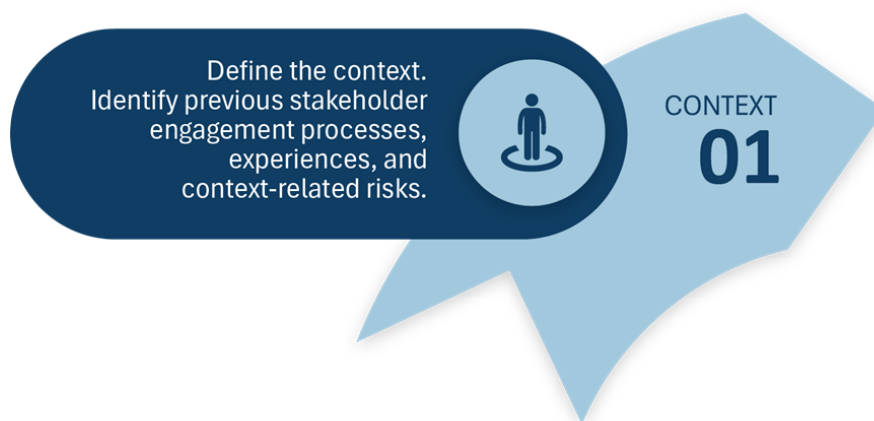 Define the context.
Identify previous stakeholder
engagement processes,
experiences, and
context-related risks.
CONTEXT
01